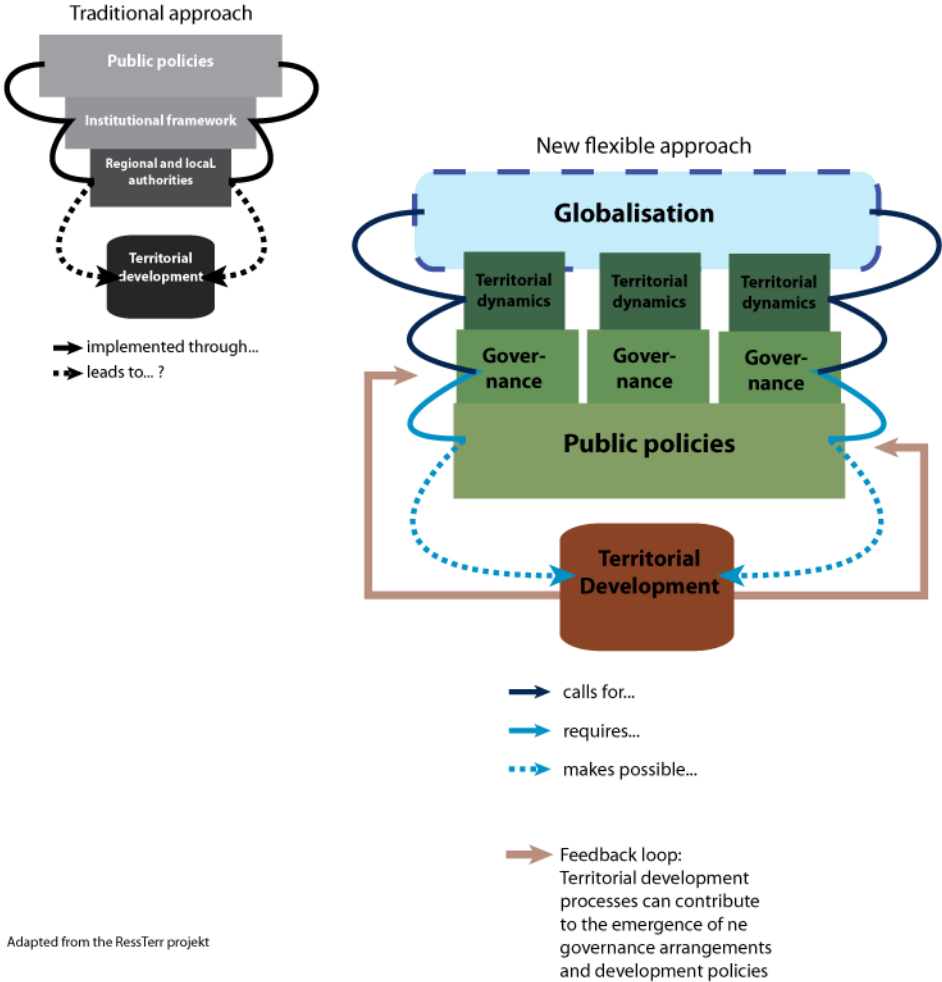 Traditional approach
Public policies
Institutional framework
Regional and locaL
authorities
Territorial
development
implemented through...
leads to... ?
New flexible approach
Globalisation
Territorial
dynamics
Territorial
dynamics
Territorial
dynamics
Gover-
nance
Gover-
nance
Gover-
nance
Public policies
Territorial
Development
calls for...
requires...
makes possible...
Feedback loop:
Territorial development
processes can contribute
to the emergence of ne
governance arrangements
and development policies
Adapted from the RessTerr projekt